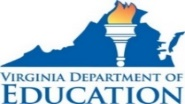 VIRGINIA DEPARTMENT OF
EDUCATION